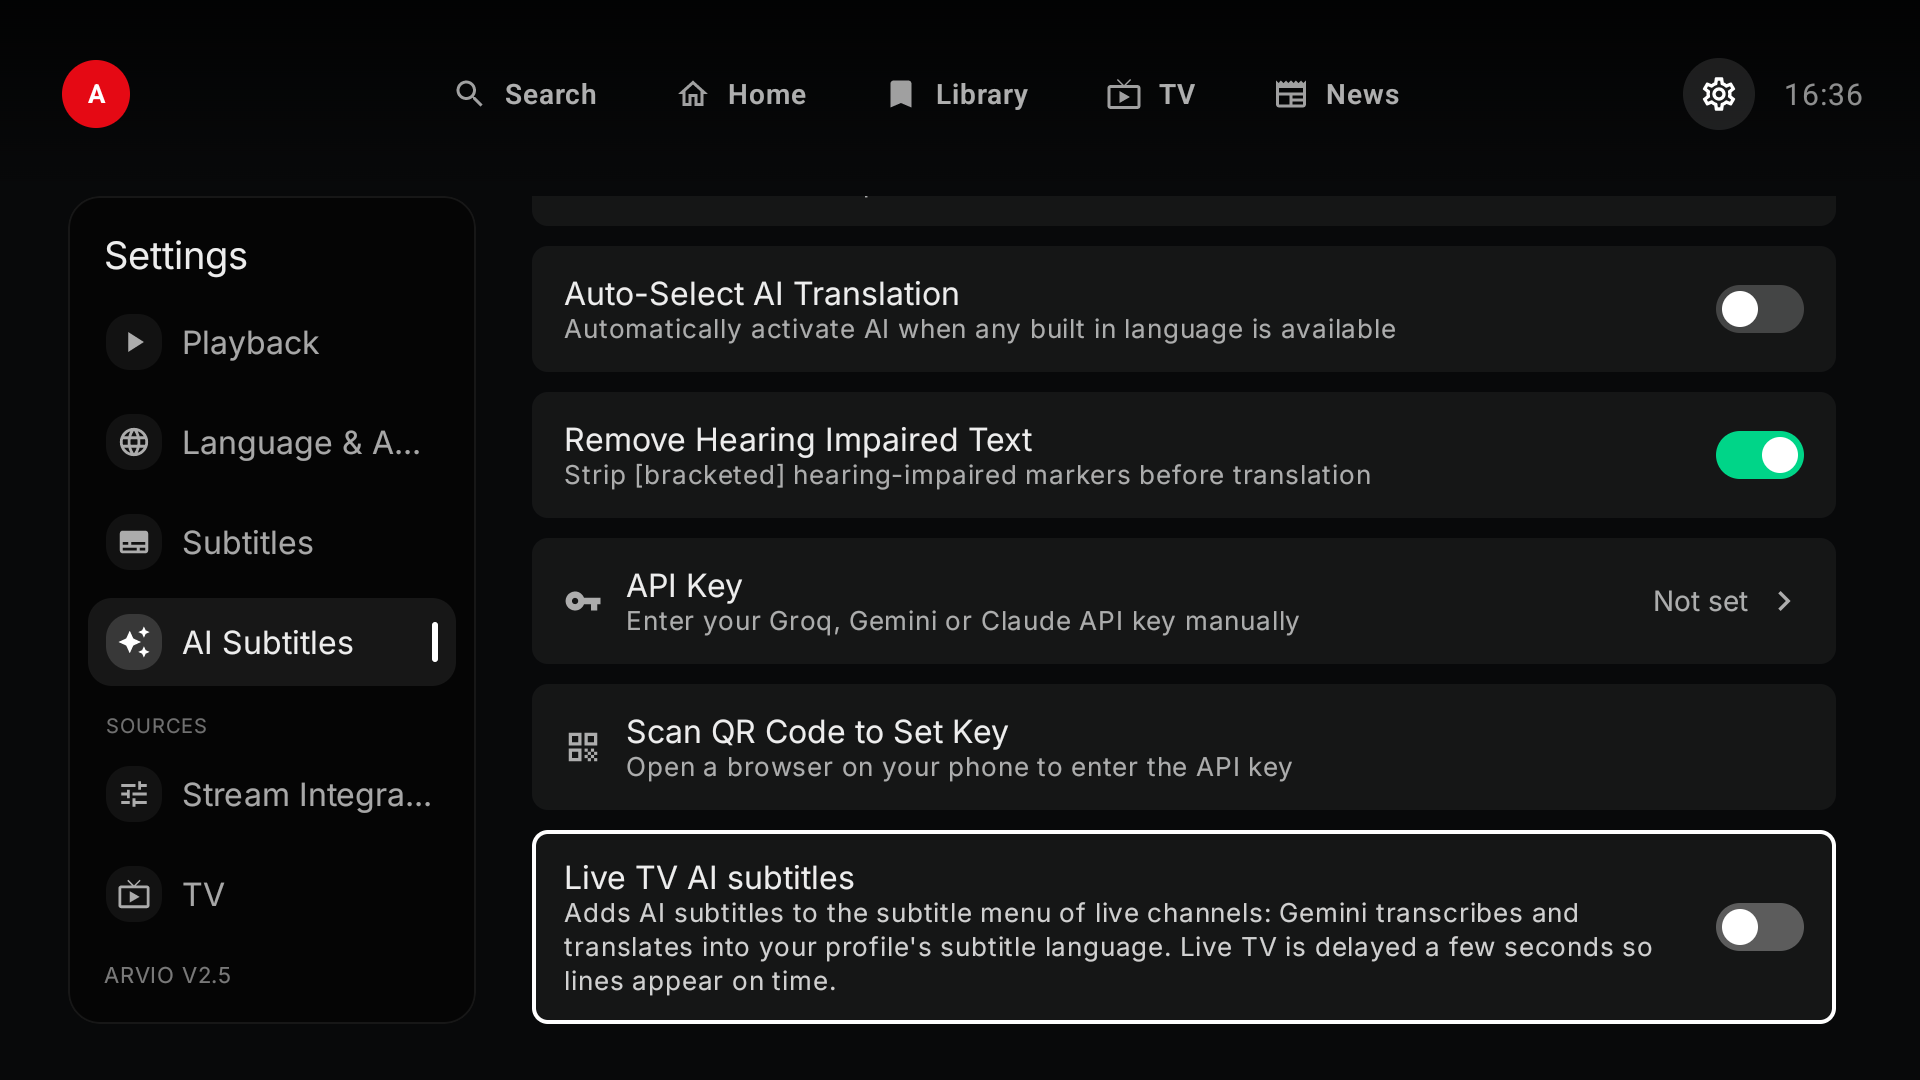 A
Search
Home
Library
TV
News
16:36
Settings
Playback
Language & A...
Subtitles
AI Subtitles
SOURCES
Stream Integra...
TV
ARVIO V2.5
Auto-Select AI Translation
Automatically activate AI when any built in language is available
Remove Hearing Impaired Text
Strip [bracketed] hearing-impaired markers before translation
API Key
Enter your Groq, Gemini or Claude API key manually
Not set
Scan QR Code to Set Key
Open a browser on your phone to enter the API key
Live TV AI subtitles
Adds AI subtitles to the subtitle menu of live channels: Gemini transcribes and
translates into your profile's subtitle language. Live TV is delayed a few seconds so
lines appear on time.